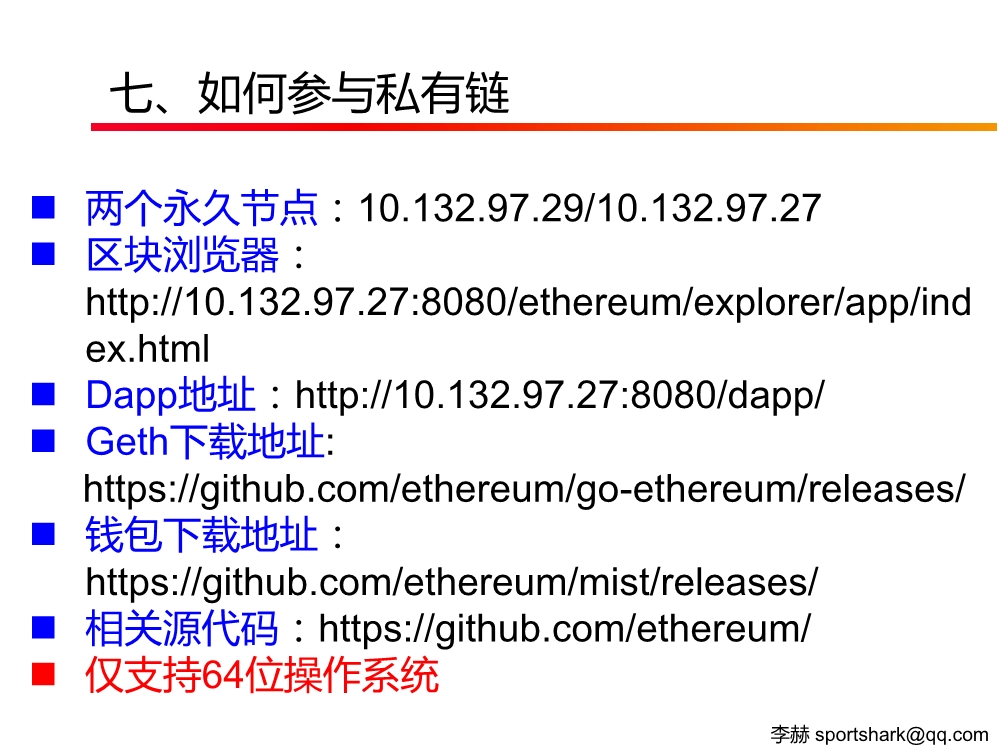 七、如何参与私有链
两个永久节点：10.132.97.29/10.132.97.27
区块浏览器：
http://10.132.97.27:8080/ethereum/explorer/app/ind
ex.html
Dapp地址：http://10.132.97.27:8080/dapp/
Geth下载地址:
https://github.com/ethereum/go-ethereum/releases/
钱包下载地址：
https://github.com/ethereum/mist/releases/
相关源代码：https://github.com/ethereum/
仅支持64位操作系统
李赫 sportshark@qq.com